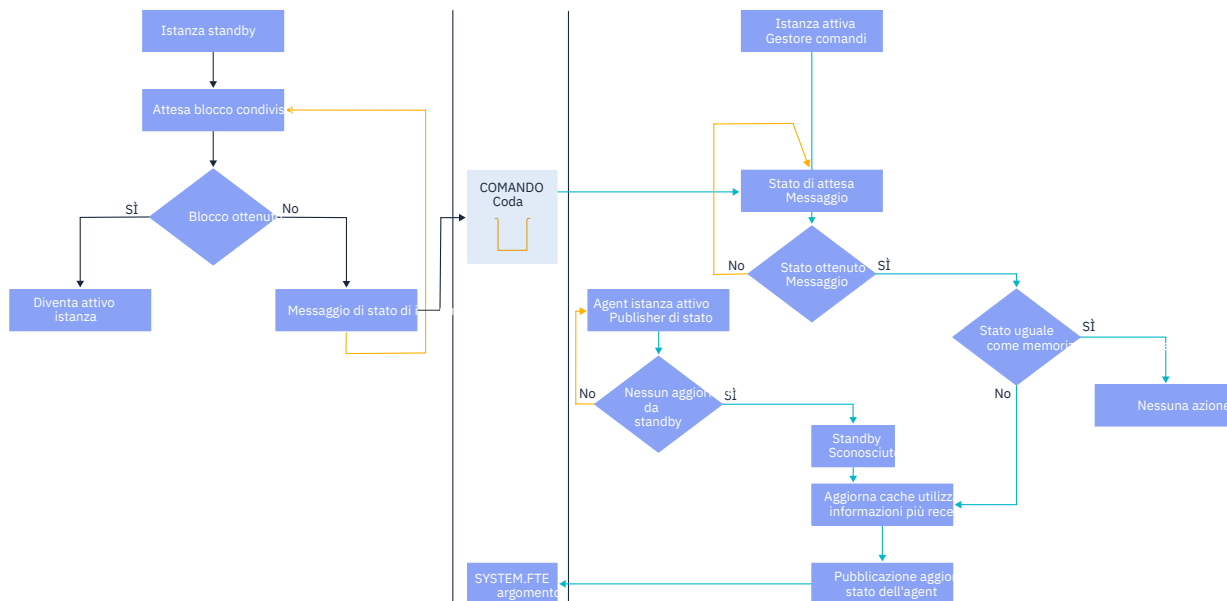 Istanza standby
Attesa blocco condivis
Blocco ottenut
SÌ
No
Diventa attivo
istanza
Messaggio di stato di
COMANDO
Coda
SYSTEM.FTE
argomento
Istanza attiva
Gestore comandi
Stato di attesa
Messaggio
Stato ottenuto
Messaggio
No
SÌ
Agent istanza attivo
Publisher di stato
Nessun aggior
da
standby
No
SÌ
Stato uguale
come memori
SÌ
No
Nessuna azione
Standby
Sconosciuto
Aggiorna cache utilizz
informazioni più rece
Pubblicazione aggior
stato dell'agent